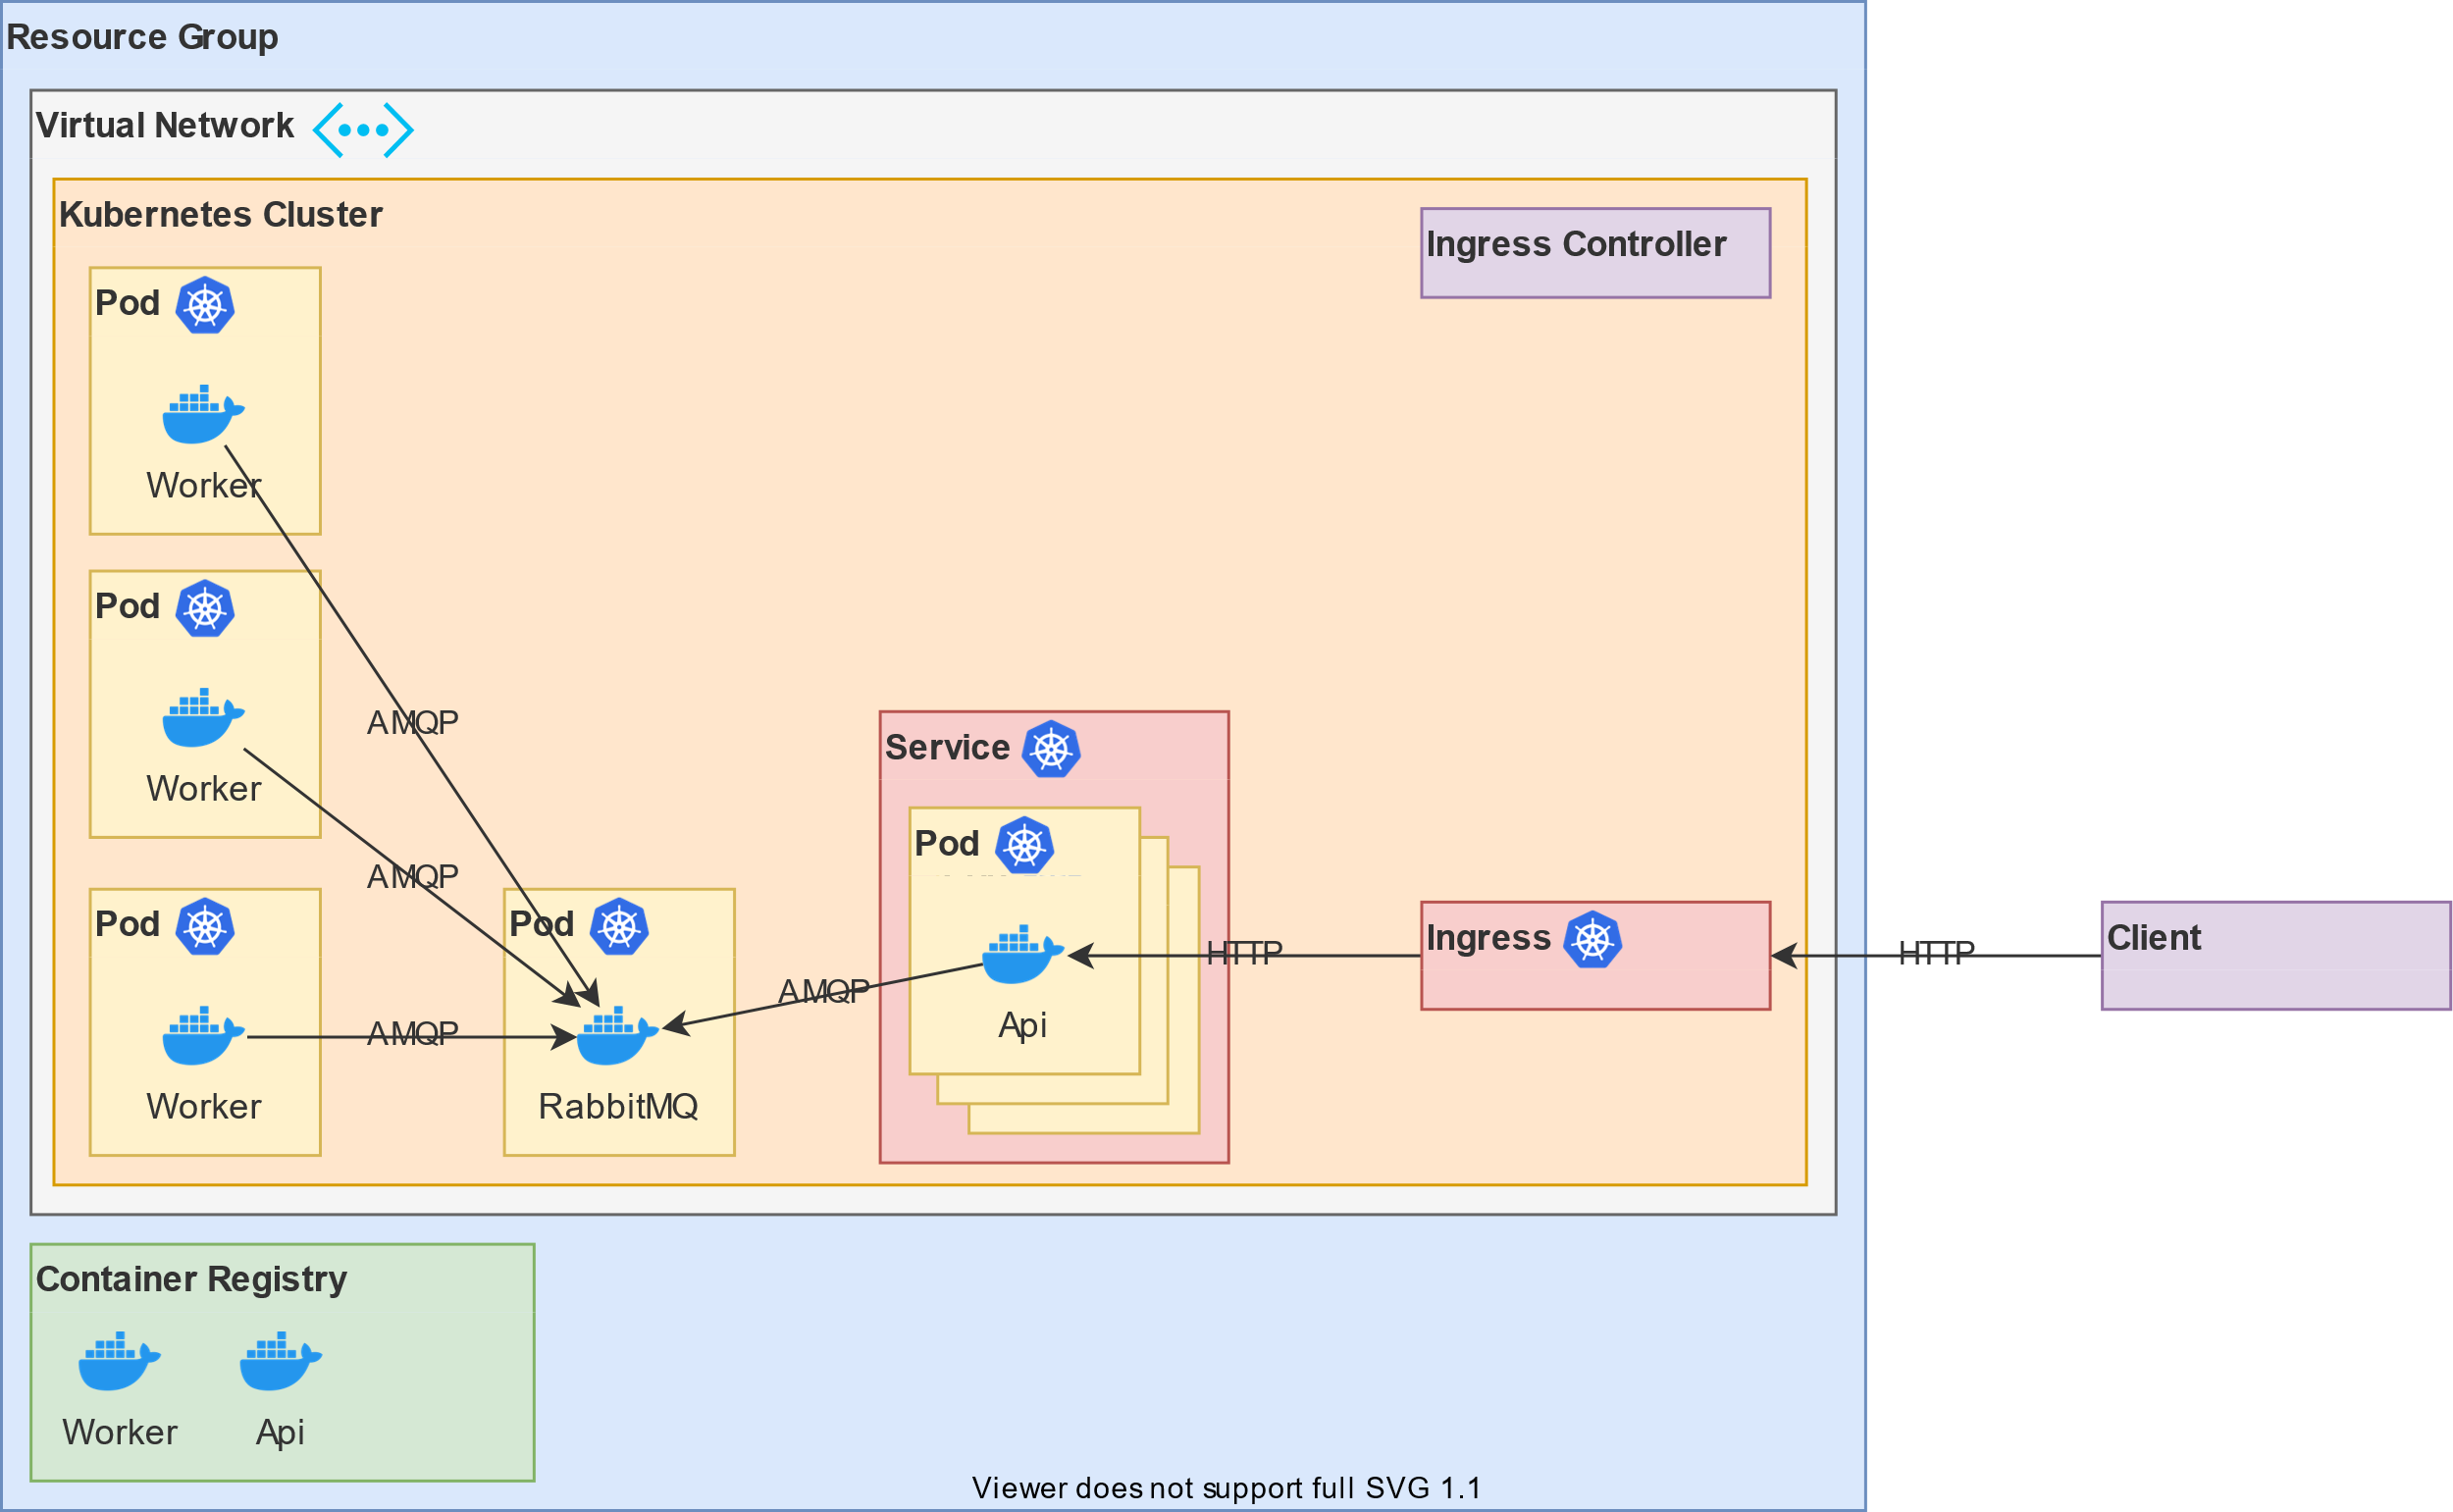 Resource Group
Virtual Network
Kubernetes Cluster
Ingress Controller
Pod
Worker
Pod
Worker
AMQP
Service
Pod
AMQP
Pod
Pod
Ingress
Client
HTTP
HTTP
AMQP
Api
AMQP
Worker
RabbitMQ
Container Registry
Worker
Api
Viewer does not support full SVG 1.1